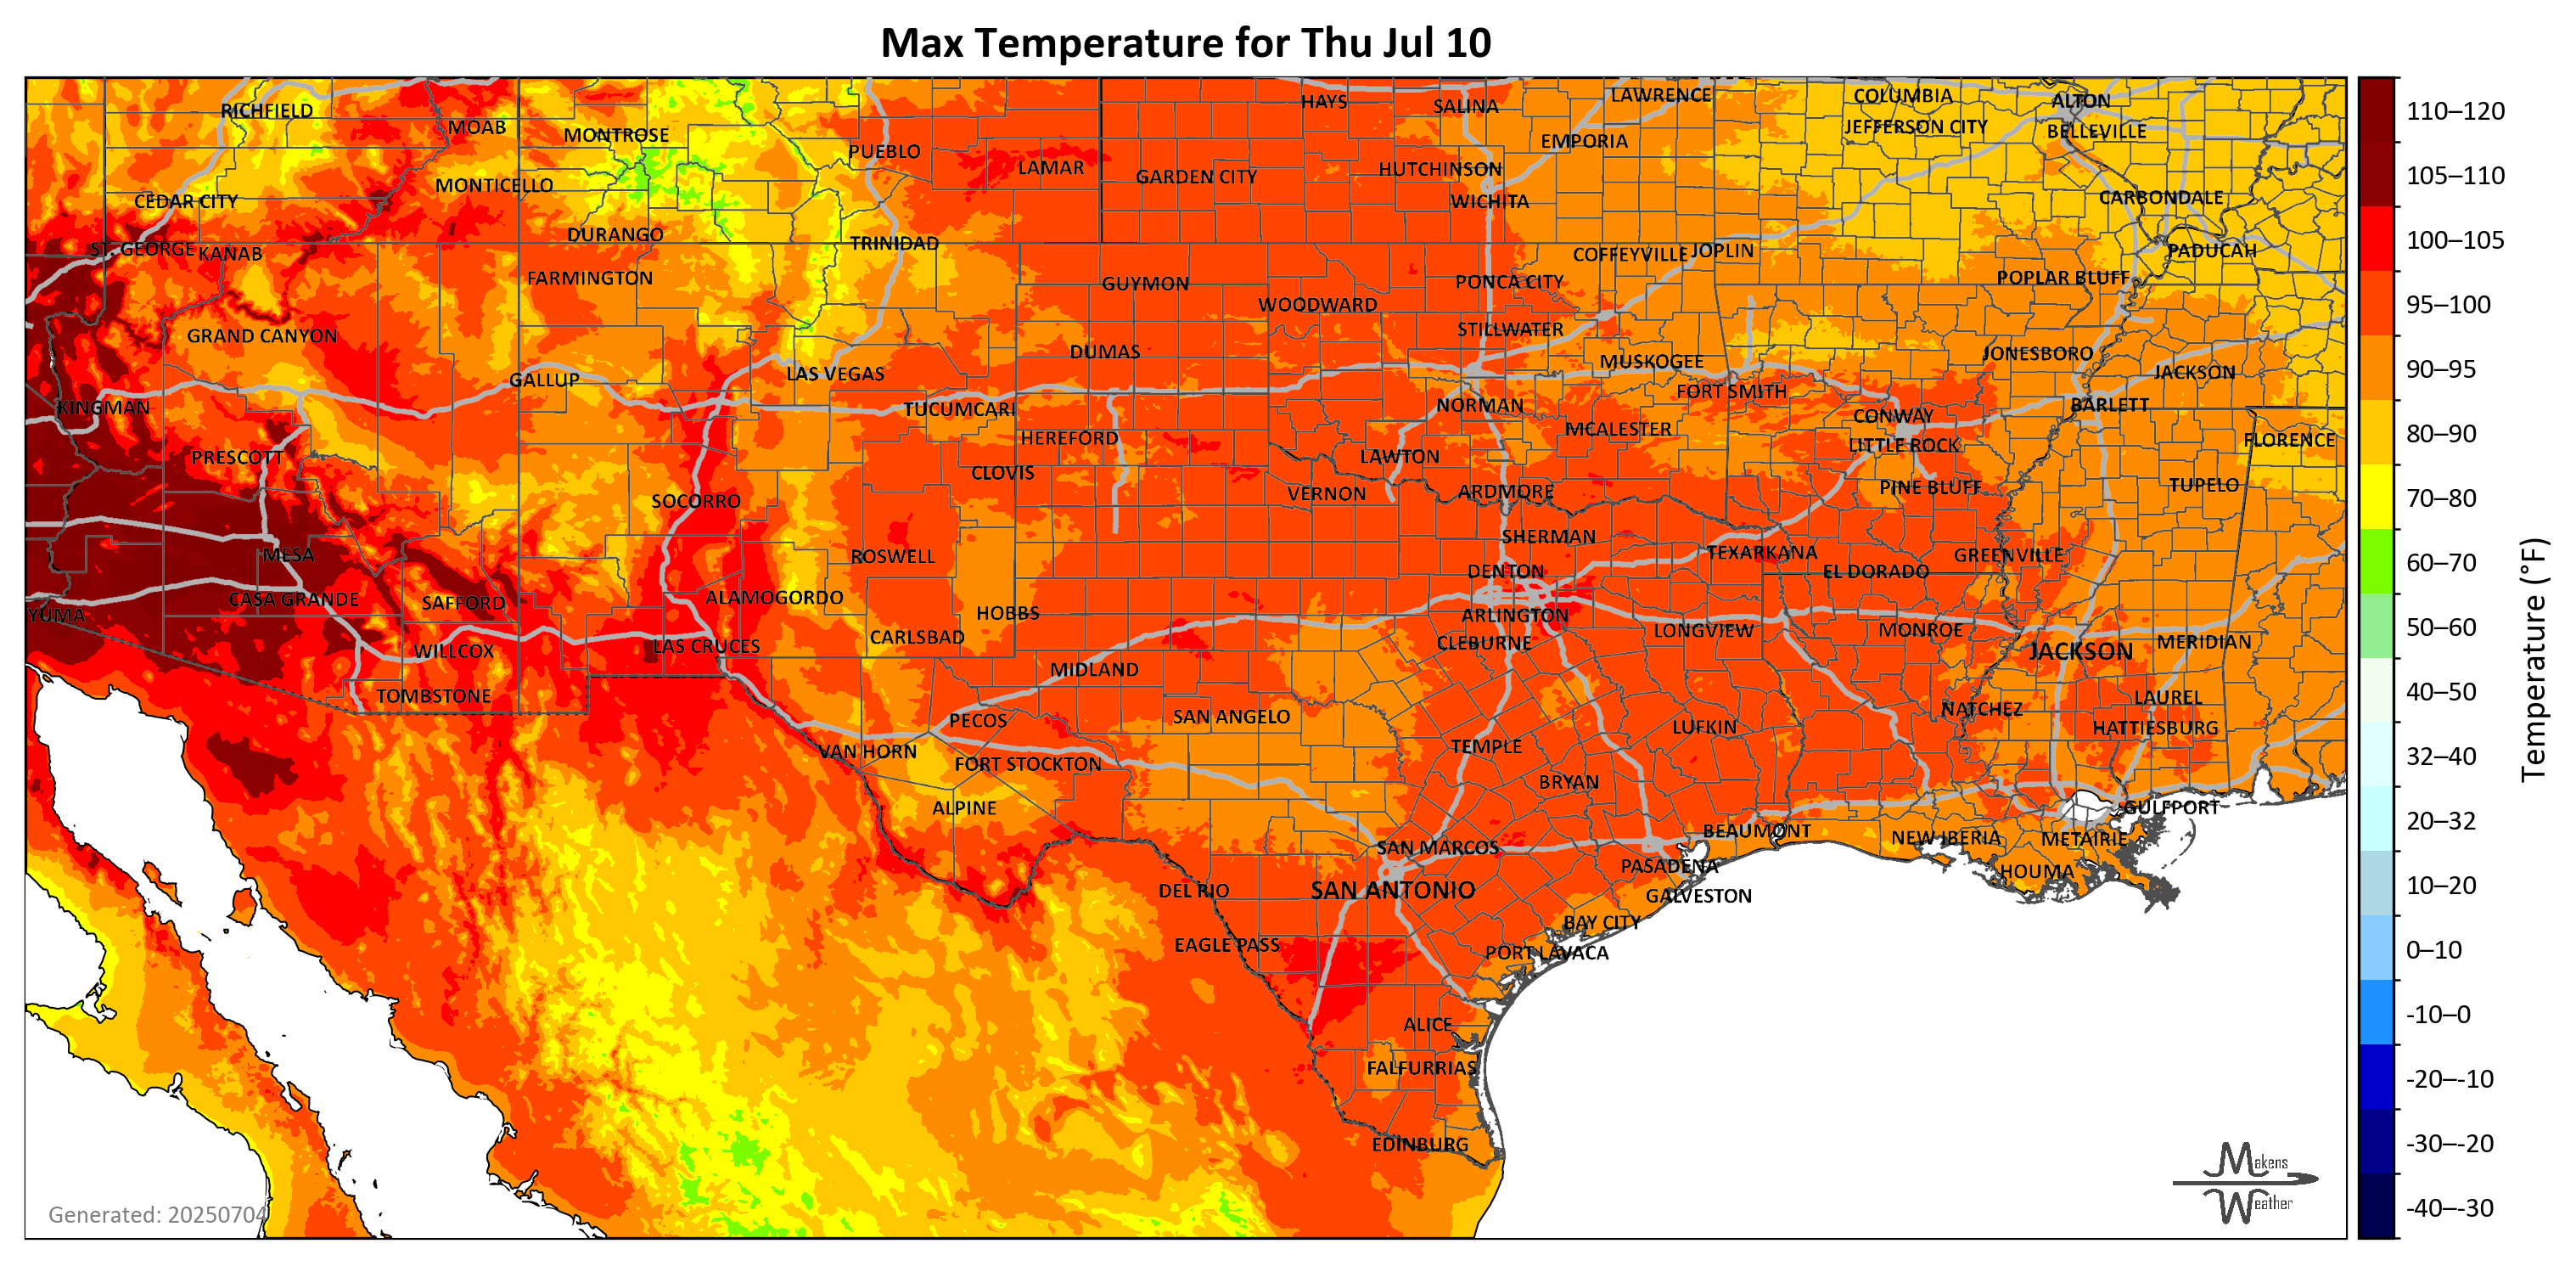 Max Temperature for Thu Jul 10
RICHFIELD
MOAB
MONTROSE
PUEBLO
LAMAR
HAYS
SALINA
LAWRENCE
COLUMBIA
ALTON
EMPORIA
JEFFERSON CITY
BELLEVILLE
CEDAR CITY
MONTICELLO
GARDEN CITY
HUTCHINSON
WICHITA
CARBONDALE
ST. GEORGE
KANAB
DURANGO
TRINIDAD
COFFEYVILLE
JOPLIN
PADUCAH
FARMINGTON
GUYMON
WOODWARD
PONCA CITY
POPLAR BLUFF
GRAND CANYON
STILLWATER
DUMAS
MUSKOGEE
JONESBORO
GALLUP
LAS VEGAS
FORT SMITH
JACKSON
KINGMAN
TUCUMCARI
NORMAN
CONWAY
BARLETT
HEREFORD
MCALESTER
LITTLE ROCK
FLORENCE
PRESCOTT
CLOVIS
LAWTON
SOCORRO
VERNON
ARDMORE
PINE BLUFF
TUPELO
MESA
ROSWELL
SHERMAN
TEXARKANA
GREENVILLE
DENTON
EL DORADO
YUMA
CASA GRANDE
SAFFORD
ALAMOGORDO
HOBBS
ARLINGTON
WILLCOX
LAS CRUCES
CARLSBAD
CLEBURNE
LONGVIEW
MONROE
JACKSON
MERIDIAN
TOMBSTONE
MIDLAND
PECOS
SAN ANGELO
NATCHEZ
LAUREL
VAN HORN
FORT STOCKTON
TEMPLE
LUFKIN
HATTIESBURG
ALPINE
BRYAN
GULFPORT
SAN MARCOS
BEAUMONT
NEW IBERIA
METAIRIE
DEL RIO
SAN ANTONIO
PASADENA
HOUMA
GALVESTON
EAGLE PASS
BAY CITY
PORT LAVACA
ALICE
FALFURRIAS
EDINBURG
Generated: 20250704
Makens
Weather
110–120
105–110
100–105
95–100
90–95
80–90
70–80
60–70
50–60
40–50
32–40
20–32
10–20
0–10
-10–0
-20–-10
-30–-20
-40–-30
Temperature (°F)